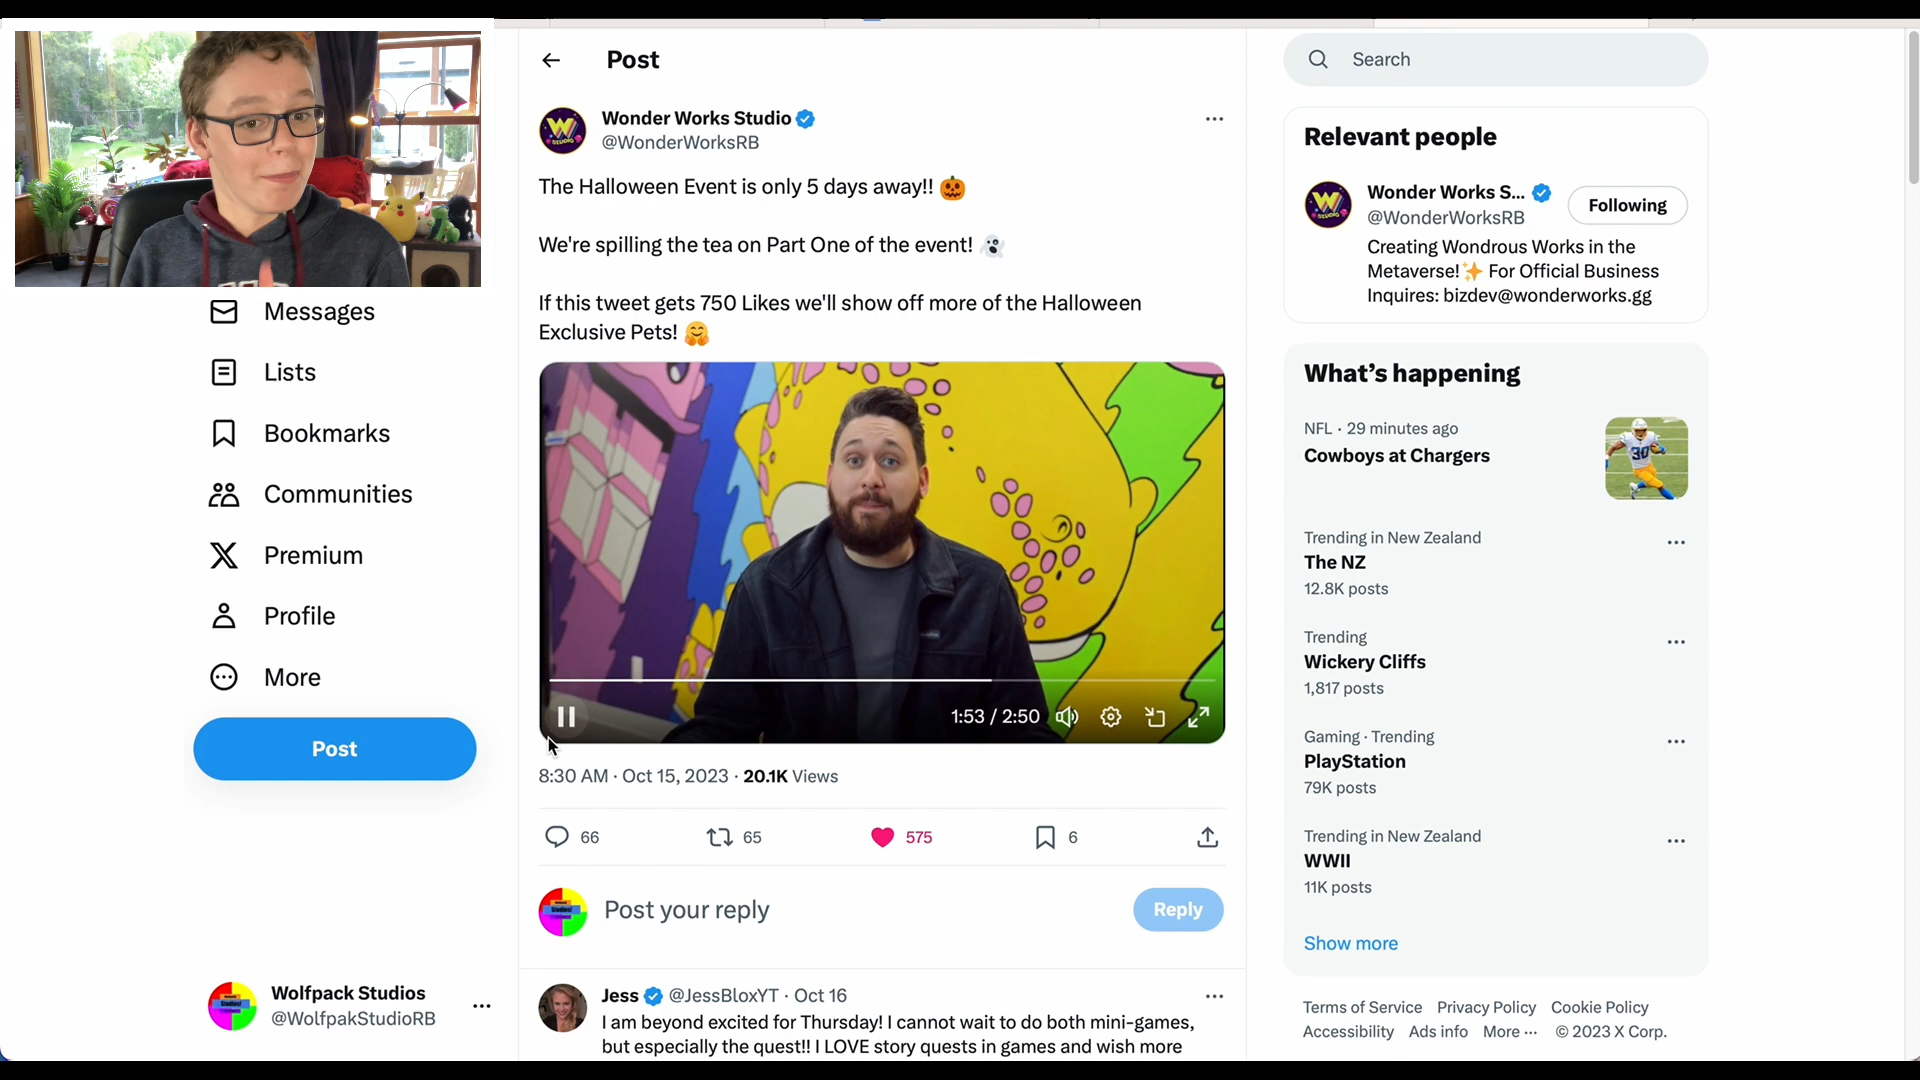 Post
Search
Wonder Works Studio
@WonderWorksRB
The Halloween Event is only 5 days away!! 🎃
We're spilling the tea on Part One of the event! 👻
If this tweet gets 750 Likes we'll show off more of the Halloween
Exclusive Pets! 🤗
1:53 / 2:50
8:30 AM · Oct 15, 2023 · 20.1K Views
66
65
575
6
Post your reply
Reply
Jess @JessBloxYT · Oct 16
I am beyond excited for Thursday! I cannot wait to do both mini-games,
but especially the quest!! I LOVE story quests in games and wish more
Messages
Lists
Bookmarks
Communities
Premium
Profile
More
Post
Wolfpack Studios
@WolfpakStudioRB
Relevant people
Wonder Works S...
@WonderWorksRB
Following
Creating Wondrous Works in the
Metaverse!✨ For Official Business
Inquires: bizdev@wonderworks.gg
What's happening
NFL · 29 minutes ago
Cowboys at Chargers
Trending in New Zealand
The NZ
12.8K posts
Trending
Wickery Cliffs
1,817 posts
Gaming · Trending
PlayStation
79K posts
Trending in New Zealand
WWII
11K posts
Show more
Terms of Service Privacy Policy Cookie Policy
Accessibility Ads info More ··· © 2023 X Corp.